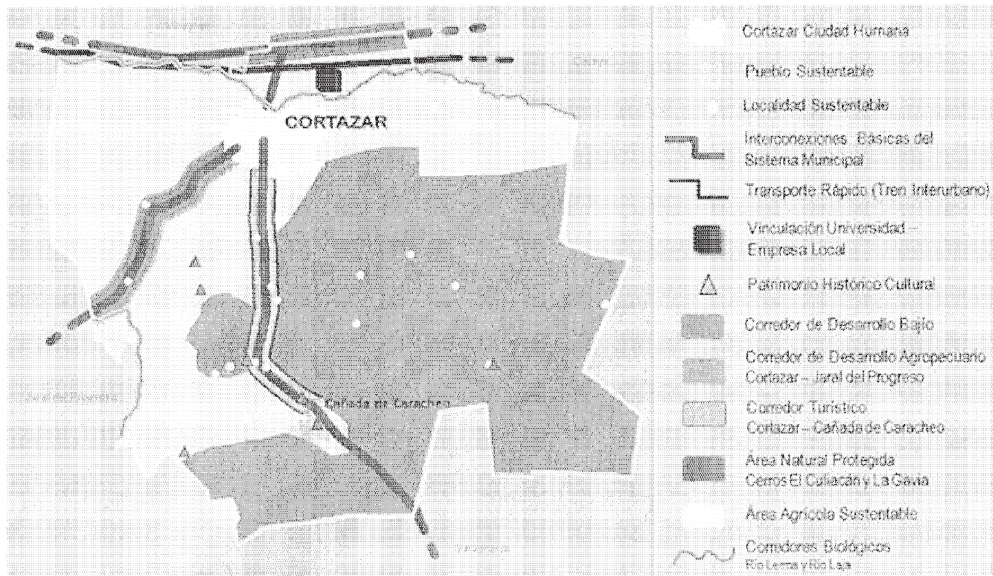 CORTAZAR
Cañada de Caracheo
Cortazar Ciudad Humana
Pueblo Sustentable
Localidad Sustentable
Interconexiones Básicas del
Sistema Municipal
Transporte Rápido (Tren Interurbano)
Vinculación Universidad –
Empresa Local
Patrimonio Histórico Cultural
Corredor de Desarrollo Bajío
Corredor de Desarrollo Agropecuario
Cortazar – Jaral del Progreso
Corredor Turístico
Cortazar – Cañada de Caracheo
Área Natural Protegida
Cerros El Culiacán y La Gavia
Área Agrícola Sustentable
Corredores Biológicos
Río Lerma y Río Laja
Jaral del Progreso